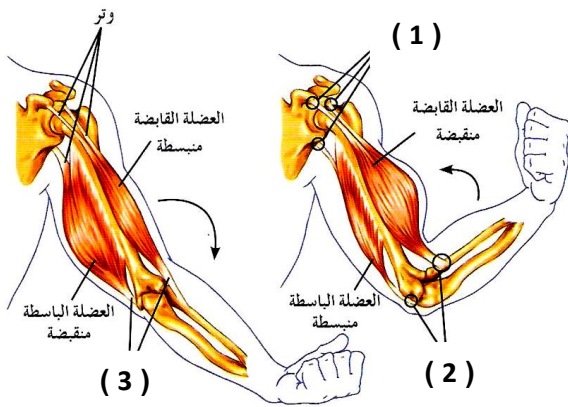 وتر
( 1 )
العضلة القابضة
منبسطة
العضلة القابضة
منقبضة
العضلة الباسطة
منقبضة
العضلة الباسطة
منبسطة
( 3 )
( 2 )